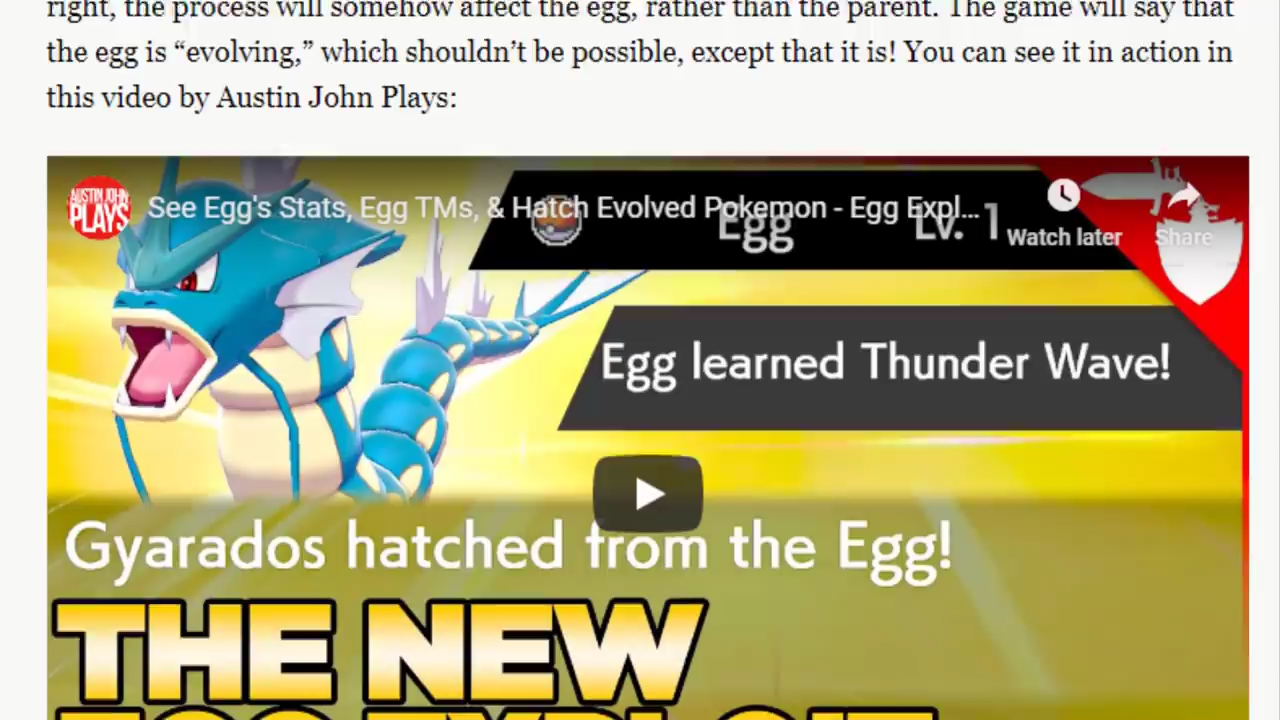 right, the process will somehow affect the egg, rather than the parent. The game will say that
the egg is “evolving,” which shouldn’t be possible, except that it is! You can see it in action in
this video by Austin John Plays:
AUSTIN JOHN
PLAYS
See Egg's Stats, Egg TMs, & Hatch Evolved Pokemon - Egg Expl...
Egg Lv. 1
Watch later
Share
Egg learned Thunder Wave!
Gyarados hatched from the Egg!
THE NEW
EGG EXPLOIT